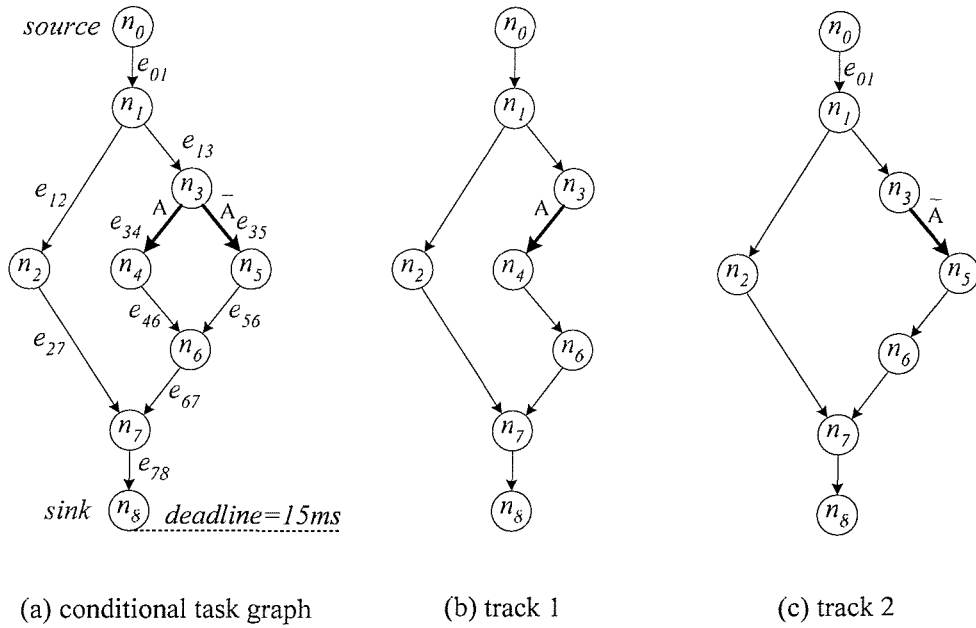 source n0
e01
n1
e13
e12
n3
A Ā
e34 e35
n2 n4 n5
e46 e56
n6
e27
e67
n7
e78
sink n8 deadline=15ms
(a) conditional task graph
n0
n1
n3
A
n2 n4
n6
n7
n8
(b) track 1
n0
e01
n1
n3
Ā
n2 n5
n6
n7
n8
(c) track 2